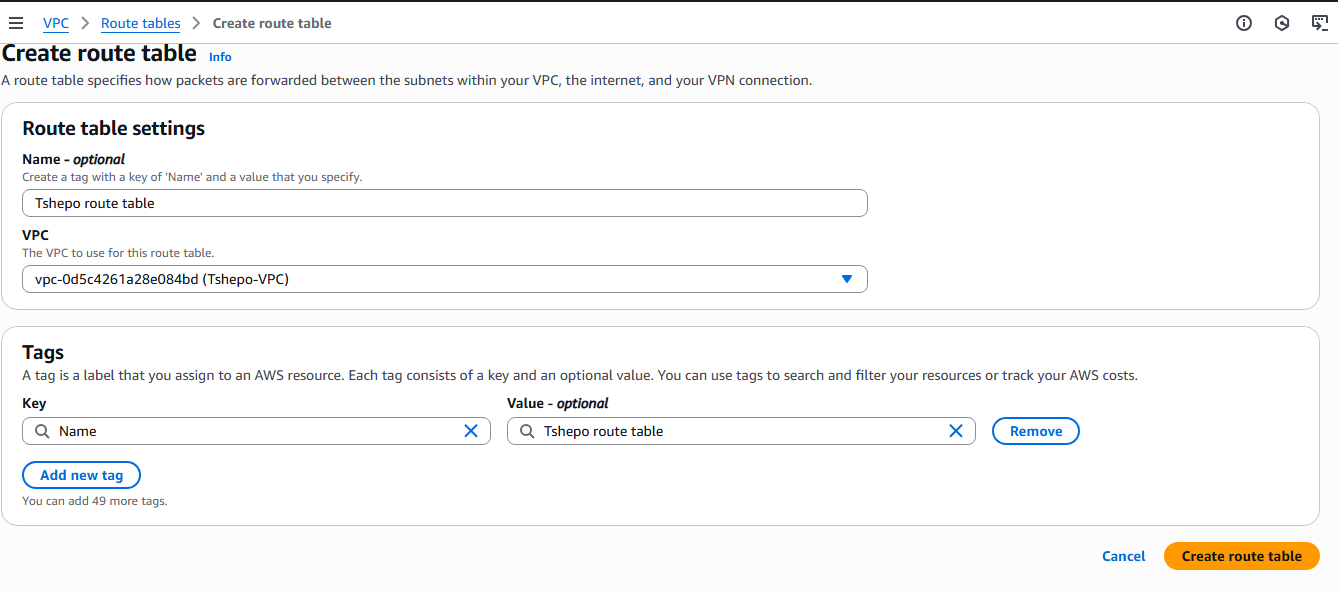 VPC > Route tables > Create route table
Create route table Info
A route table specifies how packets are forwarded between the subnets within your VPC, the internet, and your VPN connection.
Route table settings
Name - optional
Create a tag with a key of 'Name' and a value that you specify.
Tshepo route table
VPC
The VPC to use for this route table.
vpc-0d5c4261a28e084bd (Tshepo-VPC)
Tags
A tag is a label that you assign to an AWS resource. Each tag consists of a key and an optional value. You can use tags to search and filter your resources or track your AWS costs.
Key Value - optional
Name Tshepo route table Remove
Add new tag
You can add 49 more tags.
Cancel Create route table